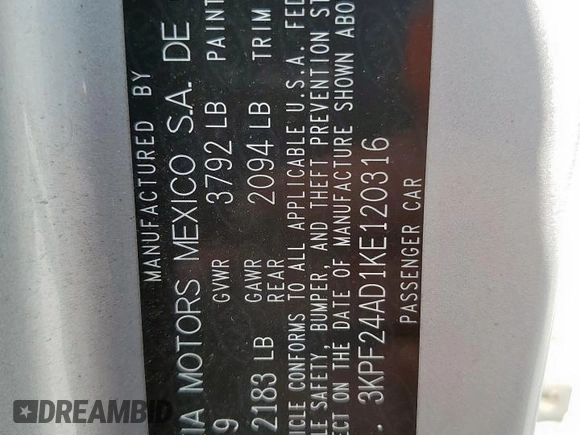 MANUFACTURED BY
IA MOTORS MEXICO S.A. DE
9 GVWR 3792 LB PAINT
2183 LB GAWR REAR 2094 LB TRIM
ICLE CONFORMS TO ALL APPLICABLE U.S.A. FED
LE SAFETY, BUMPER, AND THEFT PREVENTION ST
ECT ON THE DATE OF MANUFACTURE SHOWN ABO
. 3KPF24AD1KE120316
PASSENGER CAR
DREAMBID